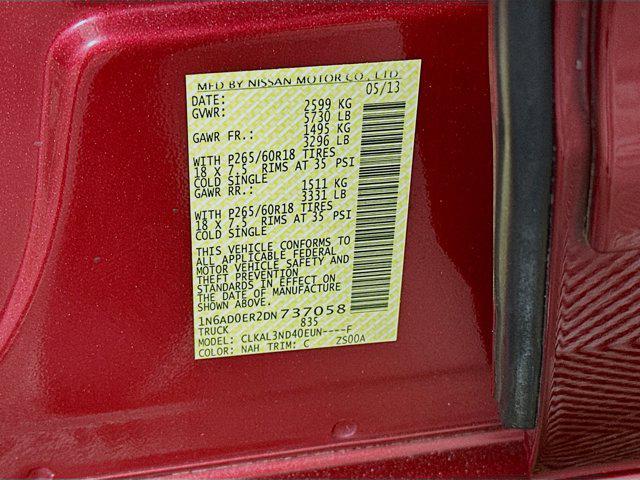 MFD BY NISSAN MOTOR CO., LTD.
DATE: 05/13
GVWR: 2599 KG
5730 LB
GAWR FR.: 1495 KG
3296 LB
WITH P265/60R18 TIRES
18 X 7.5 RIMS AT 35 PSI
COLD SINGLE
GAWR RR.: 1511 KG
3331 LB
WITH P265/60R18 TIRES
18 X 7.5 RIMS AT 35 PSI
COLD SINGLE
THIS VEHICLE CONFORMS TO
ALL APPLICABLE FEDERAL
MOTOR VEHICLE SAFETY AND
THEFT PREVENTION
STANDARDS IN EFFECT ON
THE DATE OF MANUFACTURE
SHOWN ABOVE.
1N6AD0ER2DN737058
TRUCK 835
MODEL: CLKAL3ND40EUN----F
COLOR: NAH TRIM: C ZS00A